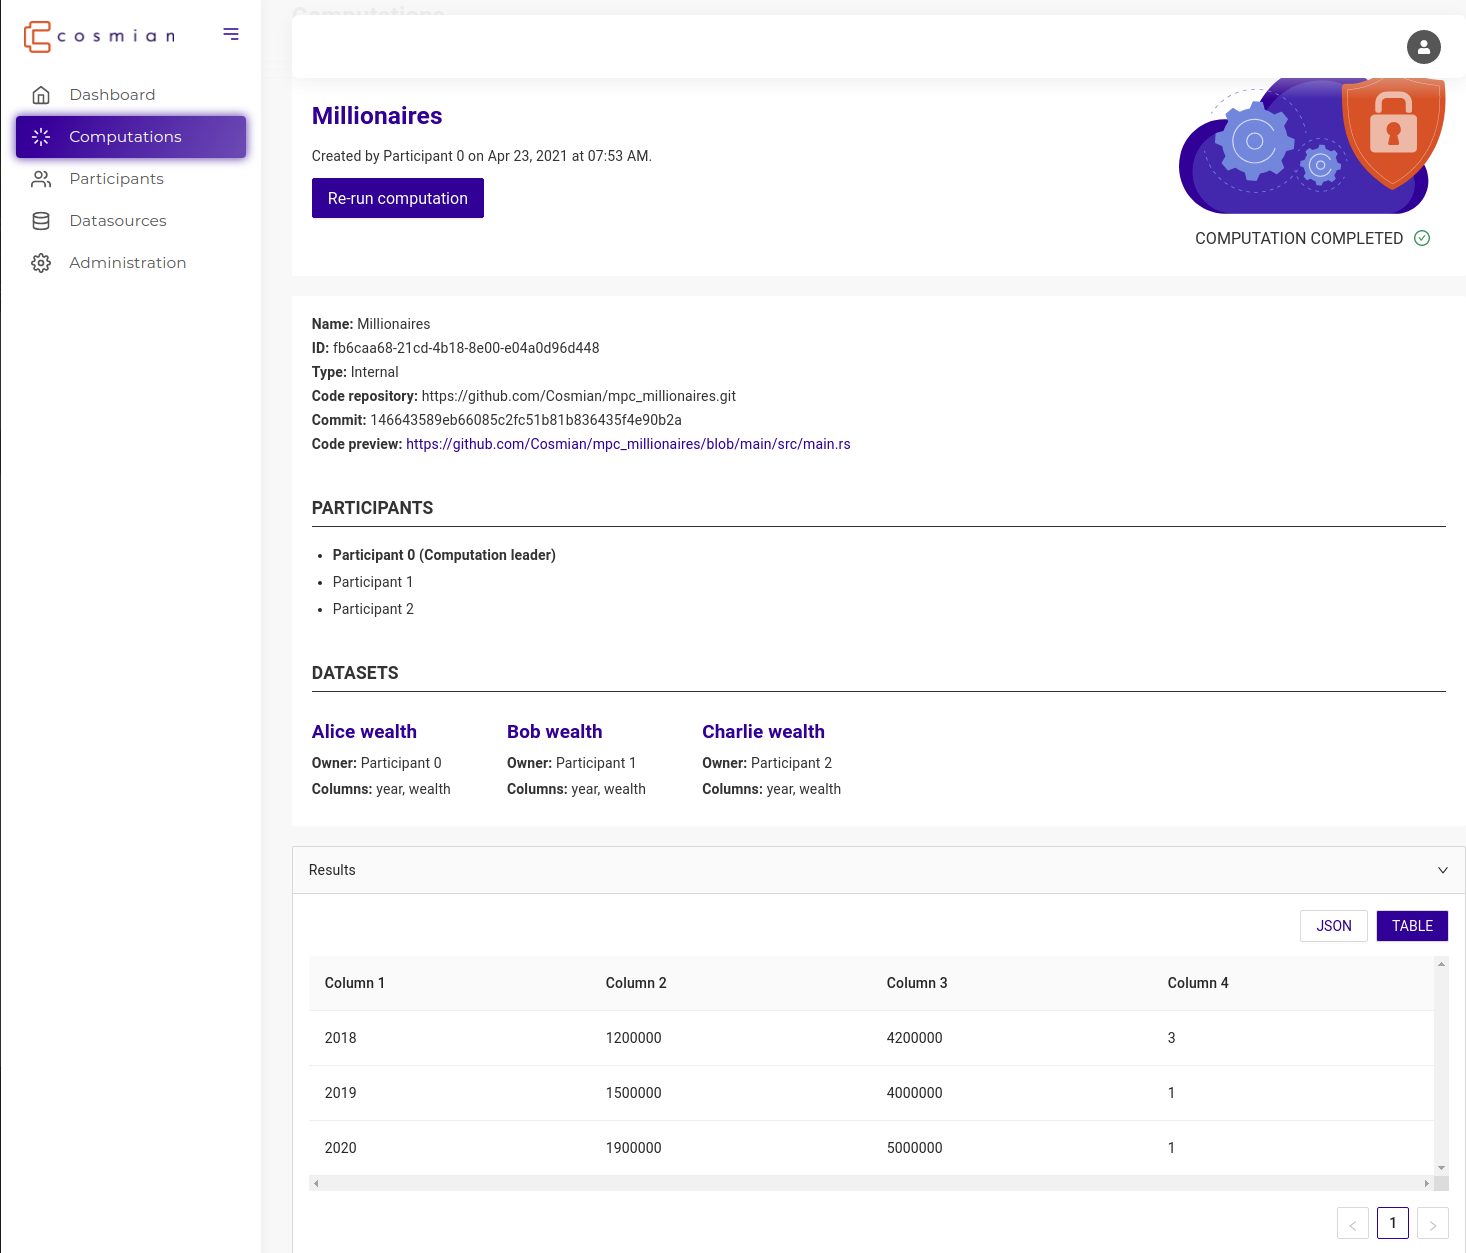 cosmian
Dashboard
Computations
Participants
Datasources
Administration
Computations
Millionaires
Created by Participant 0 on Apr 23, 2021 at 07:53 AM.
Re-run computation
COMPUTATION COMPLETED
Name: Millionaires
ID: fb6caa68-21cd-4b18-8e00-e04a0d96d448
Type: Internal
Code repository: https://github.com/Cosmian/mpc_millionaires.git
Commit: 146643589eb66085c2fc51b81b836435f4e90b2a
Code preview: https://github.com/Cosmian/mpc_millionaires/blob/main/src/main.rs
PARTICIPANTS
• Participant 0 (Computation leader)
• Participant 1
• Participant 2
DATASETS
Alice wealth Bob wealth Charlie wealth
Owner: Participant 0 Owner: Participant 1 Owner: Participant 2
Columns: year, wealth Columns: year, wealth Columns: year, wealth
Results
JSON TABLE
Column 1 Column 2 Column 3 Column 4
2018 1200000 4200000 3
2019 1500000 4000000 1
2020 1900000 5000000 1
< 1 >